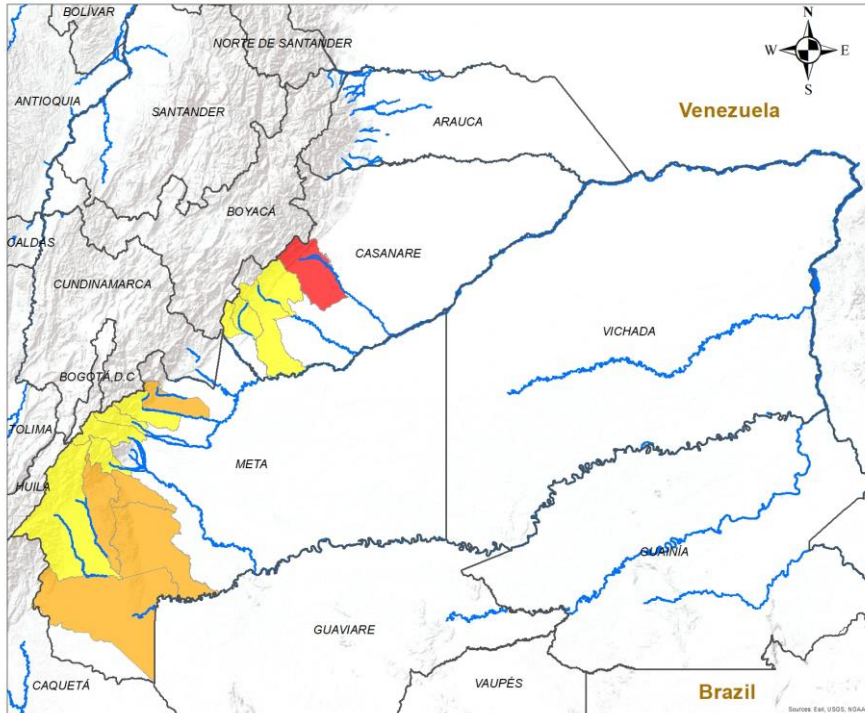 BOLÍVAR
NORTE DE SANTANDER
N
W E
S
ANTIOQUIA
SANTANDER
ARAUCA
Venezuela
BOYACÁ
CALDAS
CASANARE
CUNDINAMARCA
VICHADA
BOGOTÁ.D.C
TOLIMA
META
HUILA
GUAINÍA
GUAVIARE
CAQUETÁ
VAUPÉS
Brazil
Sources: Esri, USGS, NOAA